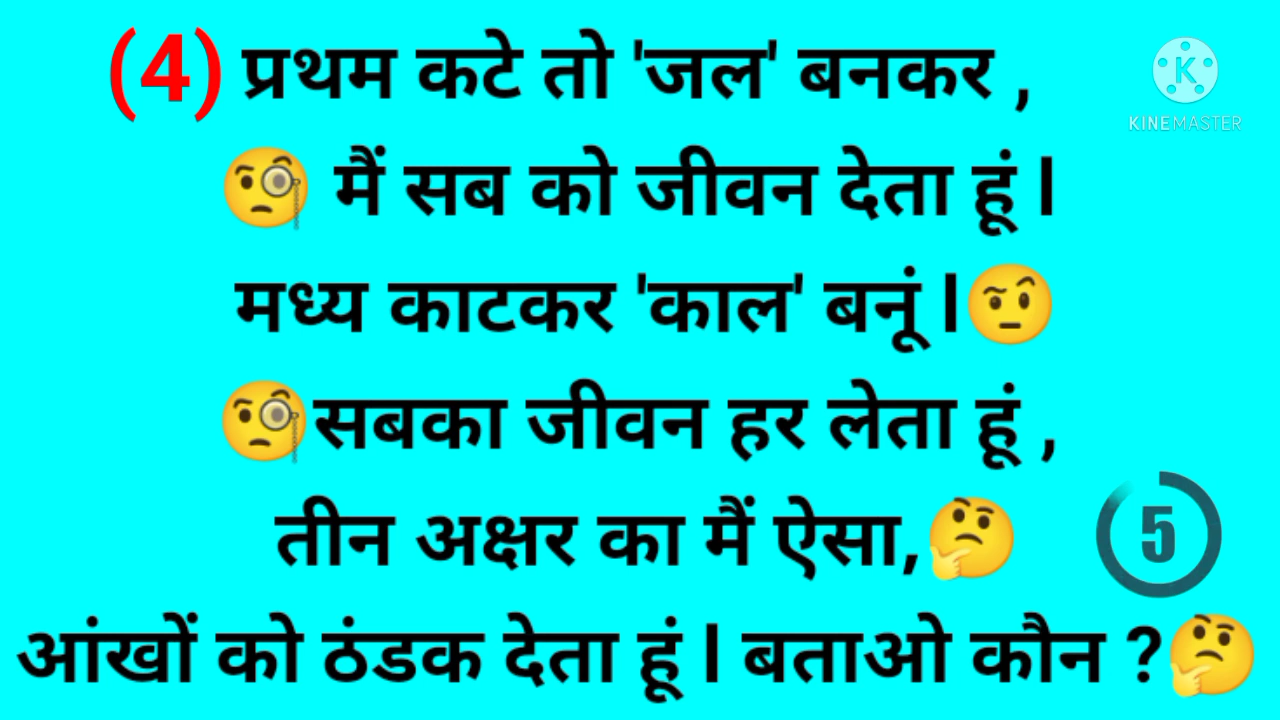 (4) प्रथम कटे तो 'जल' बनकर ,
KINEMASTER
मैं सब को जीवन देता हूं l
मध्य काटकर 'काल' बनूं l
सबका जीवन हर लेता हूं ,
तीन अक्षर का मैं ऐसा,
5
आंखों को ठंडक देता हूं l बताओ कौन ?